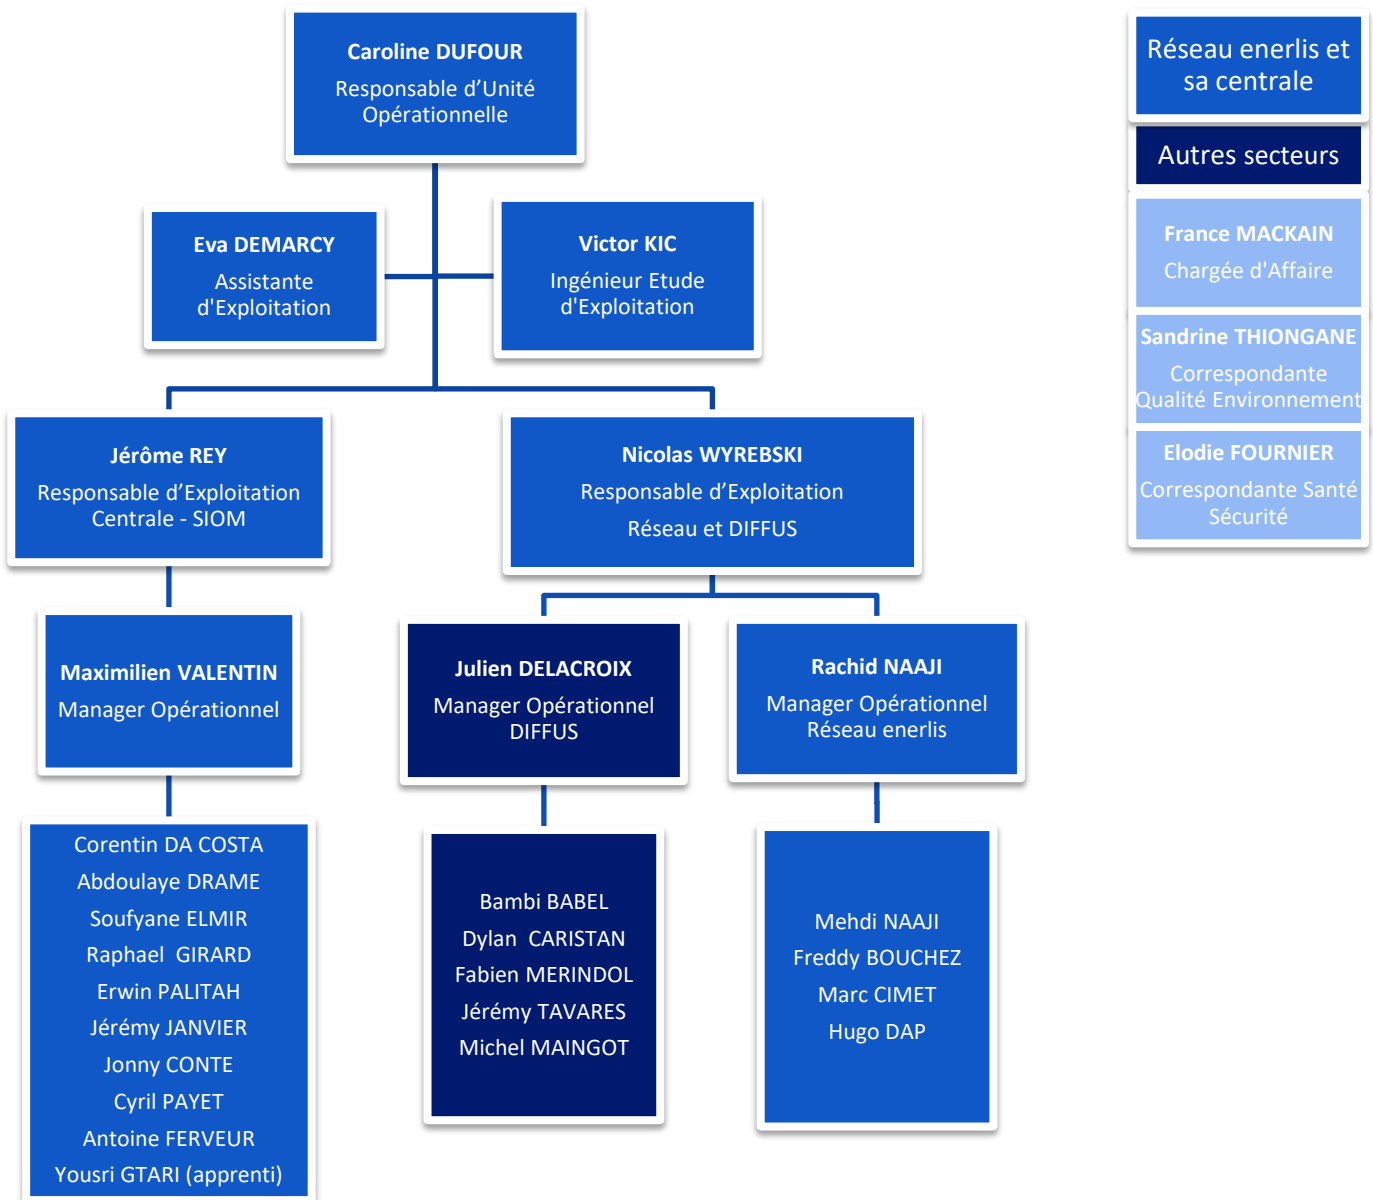 Caroline DUFOUR
Responsable d’Unité
Opérationnelle
Réseau enerlis et
sa centrale
Autres secteurs
France MACKAIN
Chargée d'Affaire
Sandrine THIONGANE
Correspondante
Qualité Environnement
Elodie FOURNIER
Correspondante Santé
Sécurité
Eva DEMARCY
Assistante
d'Exploitation
Victor KIC
Ingénieur Etude
d'Exploitation
Jérôme REY
Responsable d’Exploitation
Centrale - SIOM
Nicolas WYREBSKI
Responsable d’Exploitation
Réseau et DIFFUS
Maximilien VALENTIN
Manager Opérationnel
Julien DELACROIX
Manager Opérationnel
DIFFUS
Rachid NAAJI
Manager Opérationnel
Réseau enerlis
Corentin DA COSTA
Abdoulaye DRAME
Soufyane ELMIR
Raphael  GIRARD
Erwin PALITAH
Jérémy JANVIER
Jonny CONTE
Cyril PAYET
Antoine FERVEUR
Yousri GTARI (apprenti)
Bambi BABEL
Dylan  CARISTAN
Fabien MERINDOL
Jérémy TAVARES
Michel MAINGOT
Mehdi NAAJI
Freddy BOUCHEZ
Marc CIMET
Hugo DAP